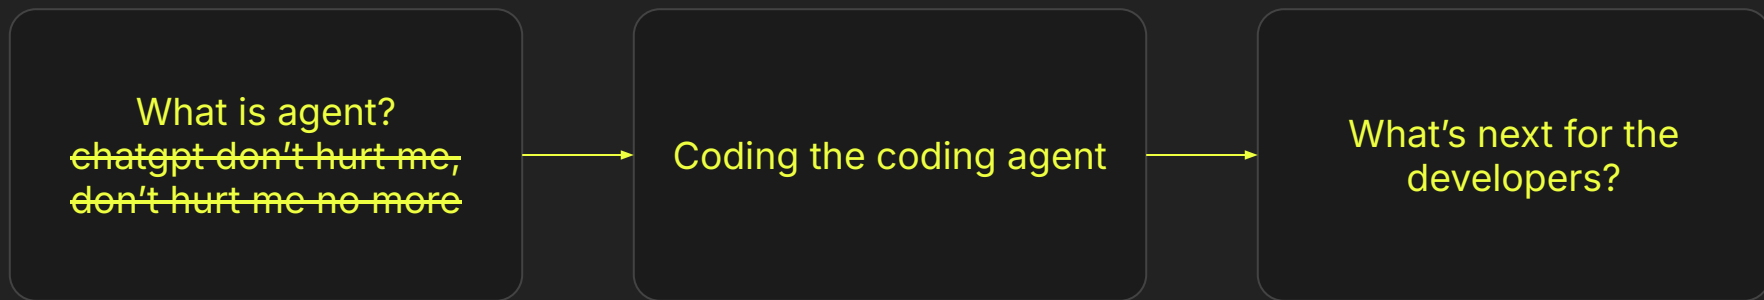 What is agent?
chatgpt don’t hurt me,
don’t hurt me no more
Coding the coding agent
What’s next for the
developers?